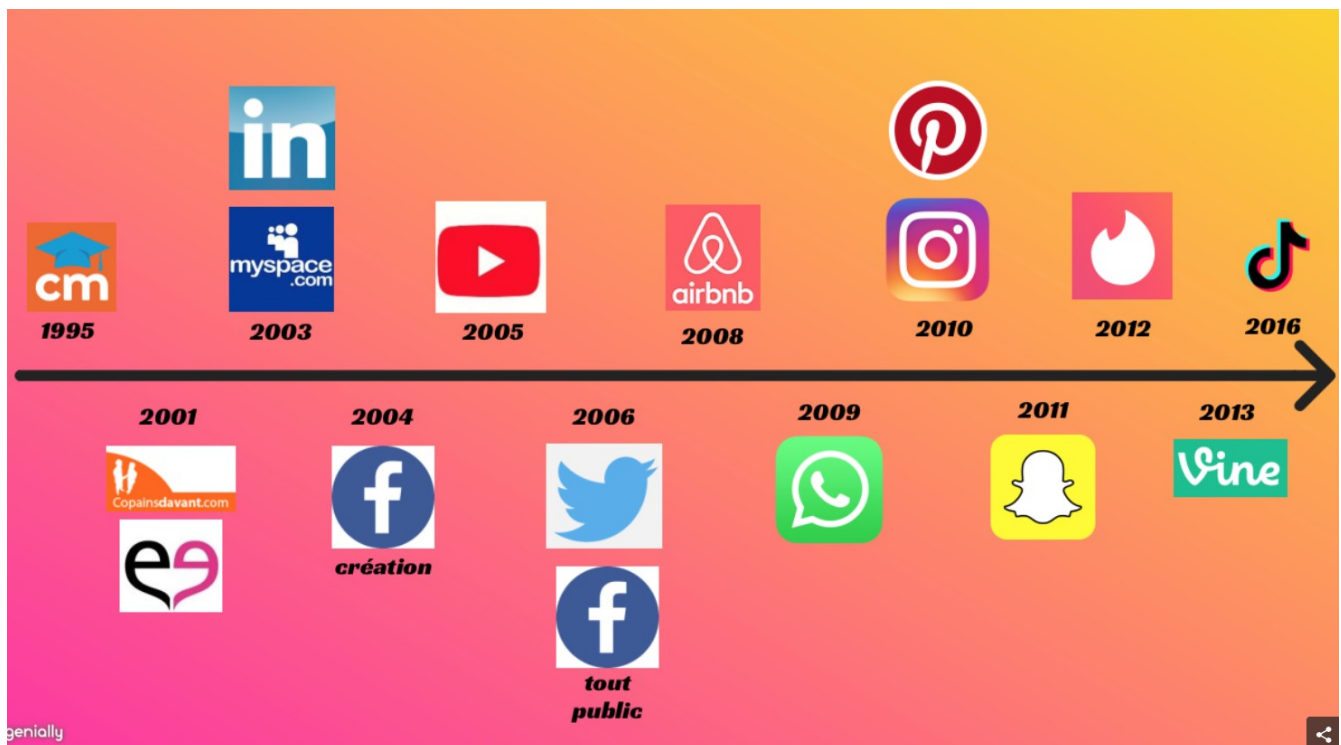 in
cm
myspace
.com
airbnb
1995
2003
2005
2008
2010
2012
2016
2001
2004
2006
2009
2011
2013
Copainsdavant.com
f
Vine
création
f
tout
public
genially